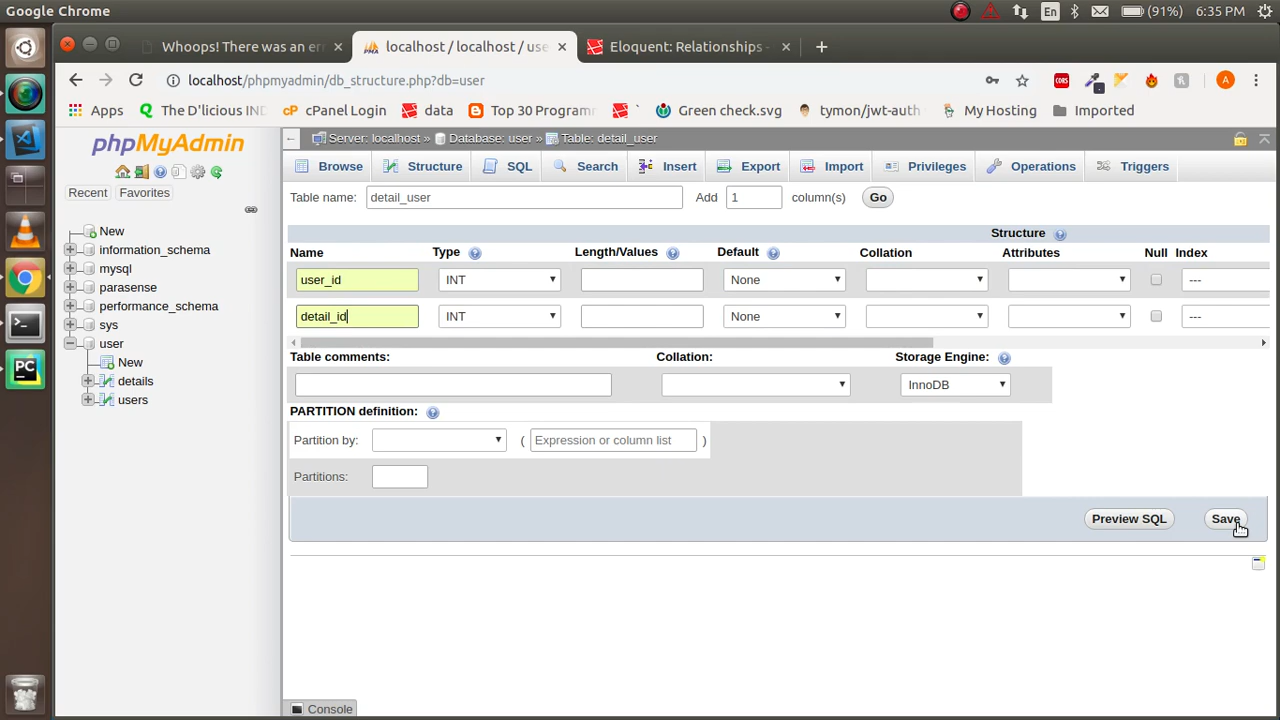 Google Chrome
En
(91%)
6:35 PM
Whoops! There was an err
localhost / localhost / use
Eloquent: Relationships -
localhost/phpmyadmin/db_structure.php?db=user
A
Apps
The D'licious IND
cPanel Login
data
Top 30 Programr
Green check.svg
tymon/jwt-auth
My Hosting
Imported
phpMyAdmin
Recent
Favorites
New
information_schema
mysql
parasense
performance_schema
sys
user
New
details
users
Server: localhost »
Database: user »
Table: detail_user
Browse
Structure
SQL
Search
Insert
Export
Import
Privileges
Operations
Triggers
Table name:
detail_user
Add
1
column(s)
Go
Structure
Name
Type
Length/Values
Default
Collation
Attributes
Null
Index
user_id
INT
None
---
detail_id
INT
None
---
Table comments:
Collation:
Storage Engine:
InnoDB
PARTITION definition:
Partition by:
( Expression or column list )
Partitions:
Preview SQL
Save
Console